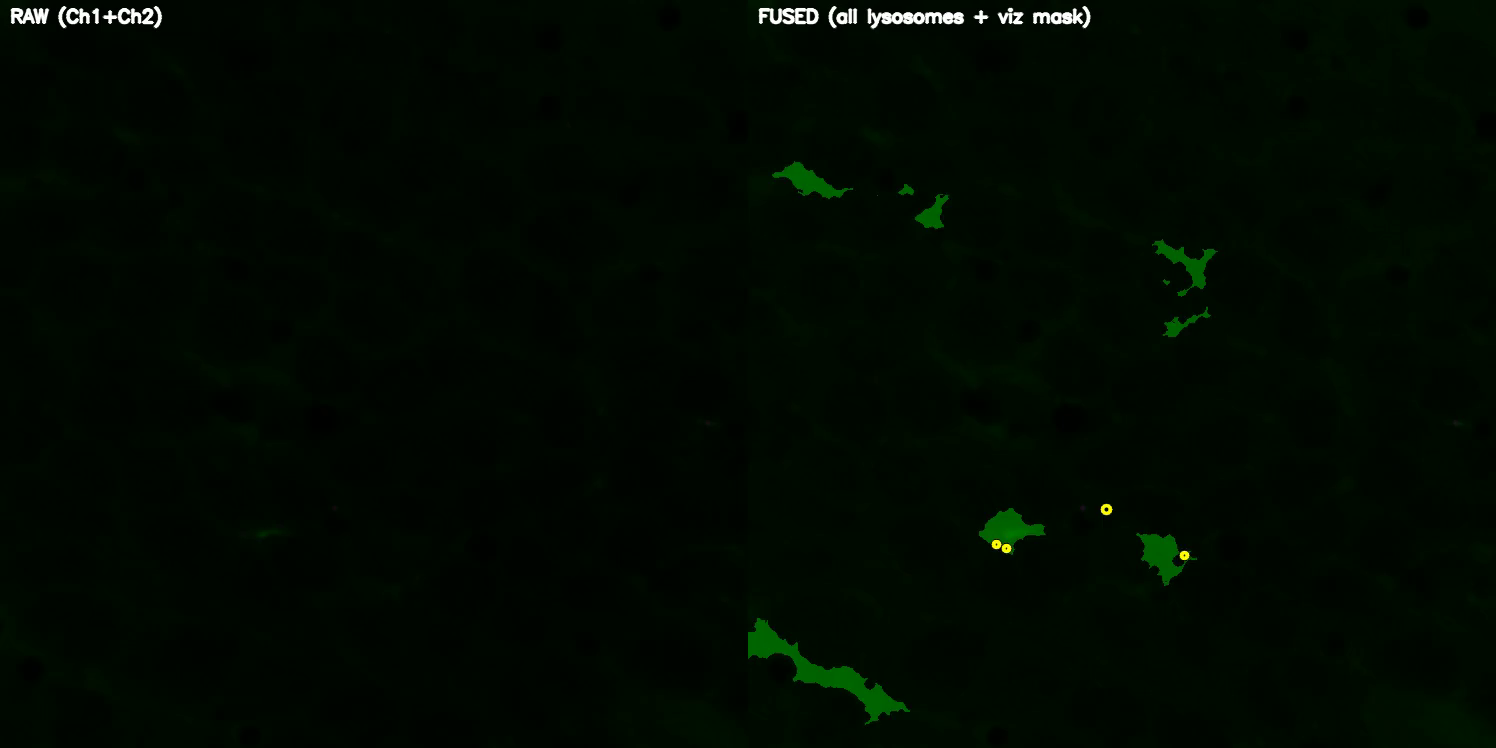 RAW (Ch1+Ch2)
FUSED (all lysosomes + viz mask)